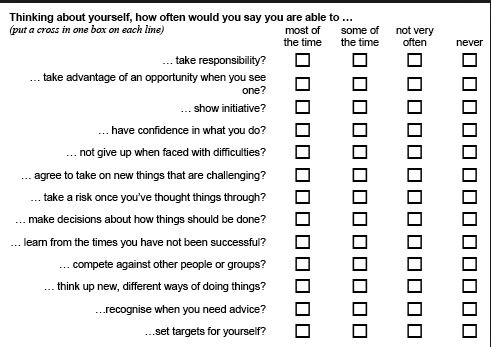 Thinking about yourself, how often would you say you are able to ...
(put a cross in one box on each line)
most of the time
some of the time
not very often
never
... take responsibility?
... take advantage of an opportunity when you see
one?
... show initiative?
... have confidence in what you do?
... not give up when faced with difficulties?
... agree to take on new things that are challenging?
... take a risk once you've thought things through?
... make decisions about how things should be done?
... learn from the times you have not been successful?
... compete against other people or groups?
... think up new, different ways of doing things?
...recognise when you need advice?
...set targets for yourself?